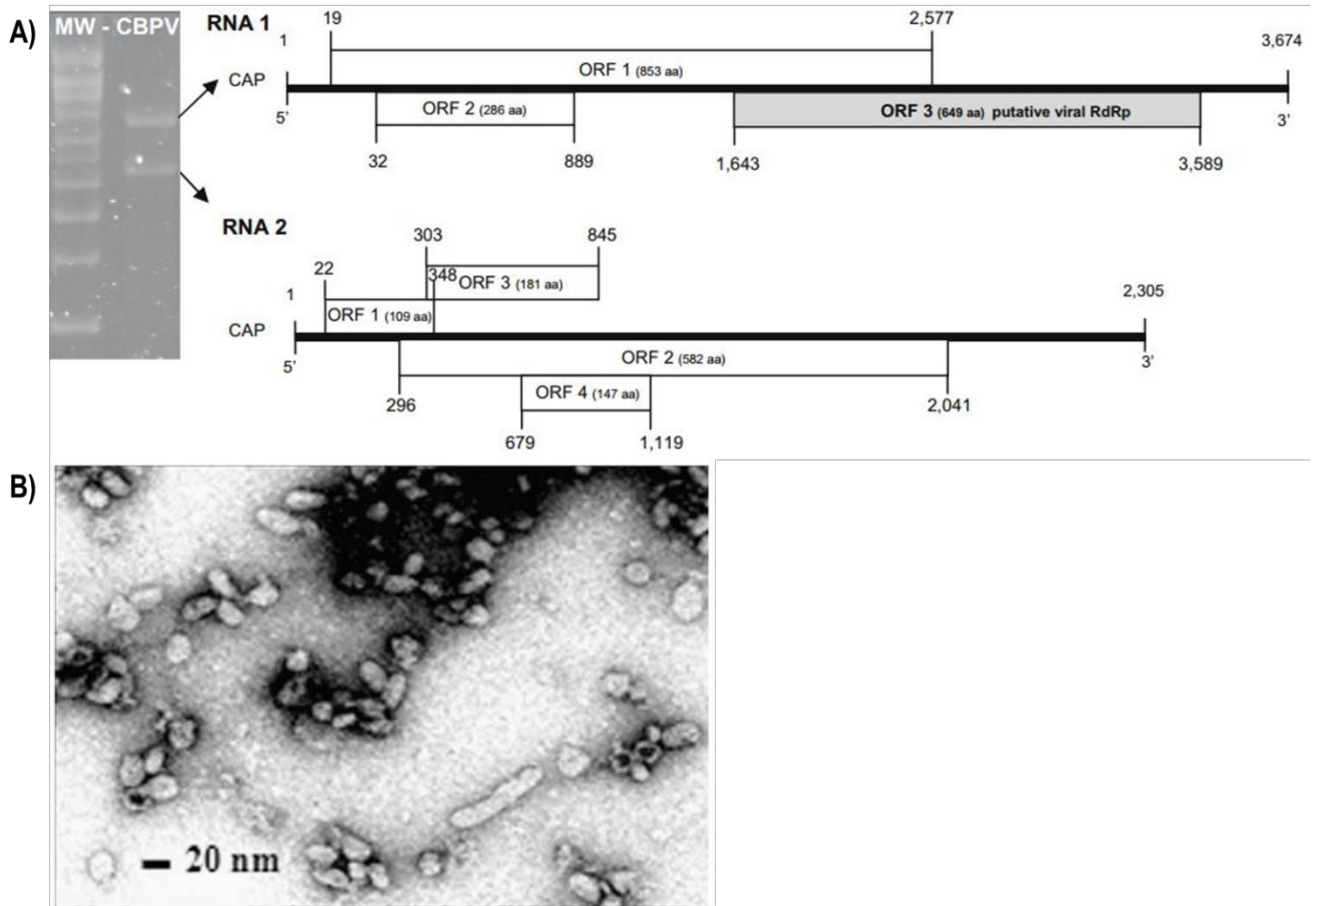 A)
MW - CBPV
RNA 1
19
2,577
1
3,674
CAP
ORF 1 (853 aa)
5'
ORF 2 (286 aa)
ORF 3 (649 aa) putative viral RdRp
3'
32
889
1,643
3,589
RNA 2
303
845
22
348
ORF 3 (181 aa)
1
2,305
ORF 1 (109 aa)
CAP
5'
ORF 2 (582 aa)
3'
ORF 4 (147 aa)
296
2,041
679
1,119
B)
20 nm